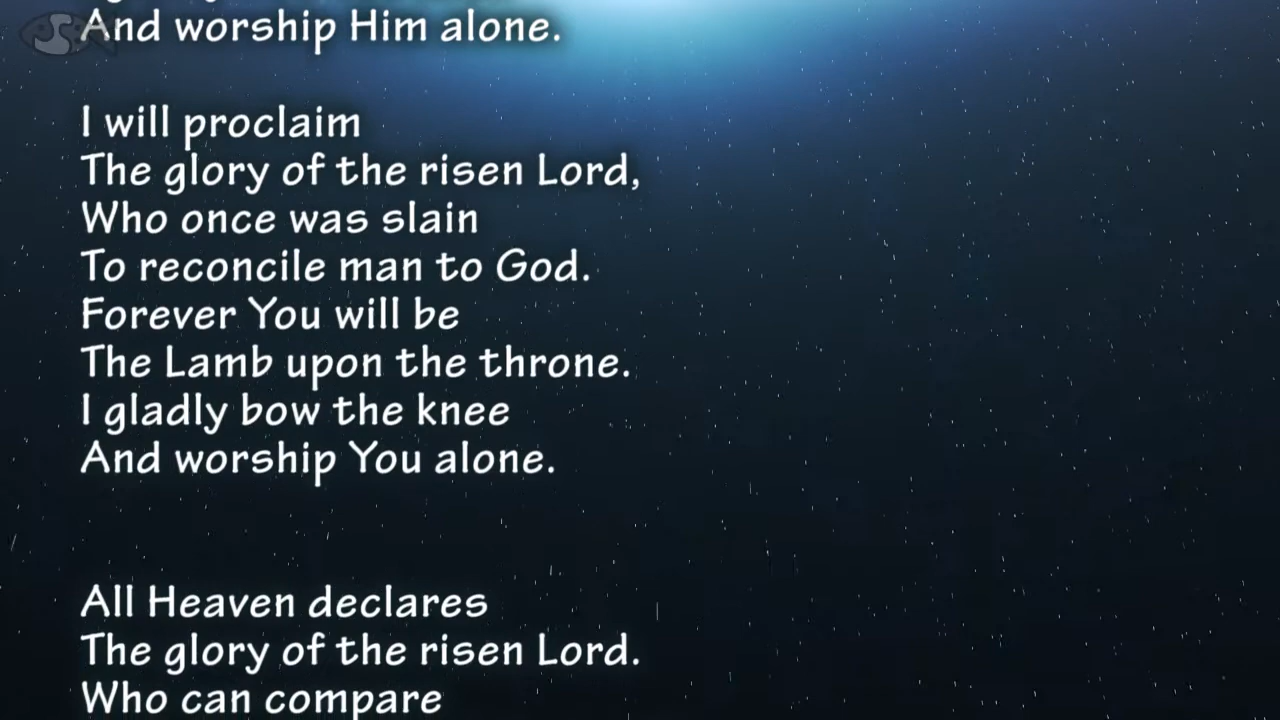 And worship Him alone.
I will proclaim
The glory of the risen Lord,
Who once was slain
To reconcile man to God.
Forever You will be
The Lamb upon the throne.
I gladly bow the knee
And worship You alone.
All Heaven declares
The glory of the risen Lord.
Who can compare